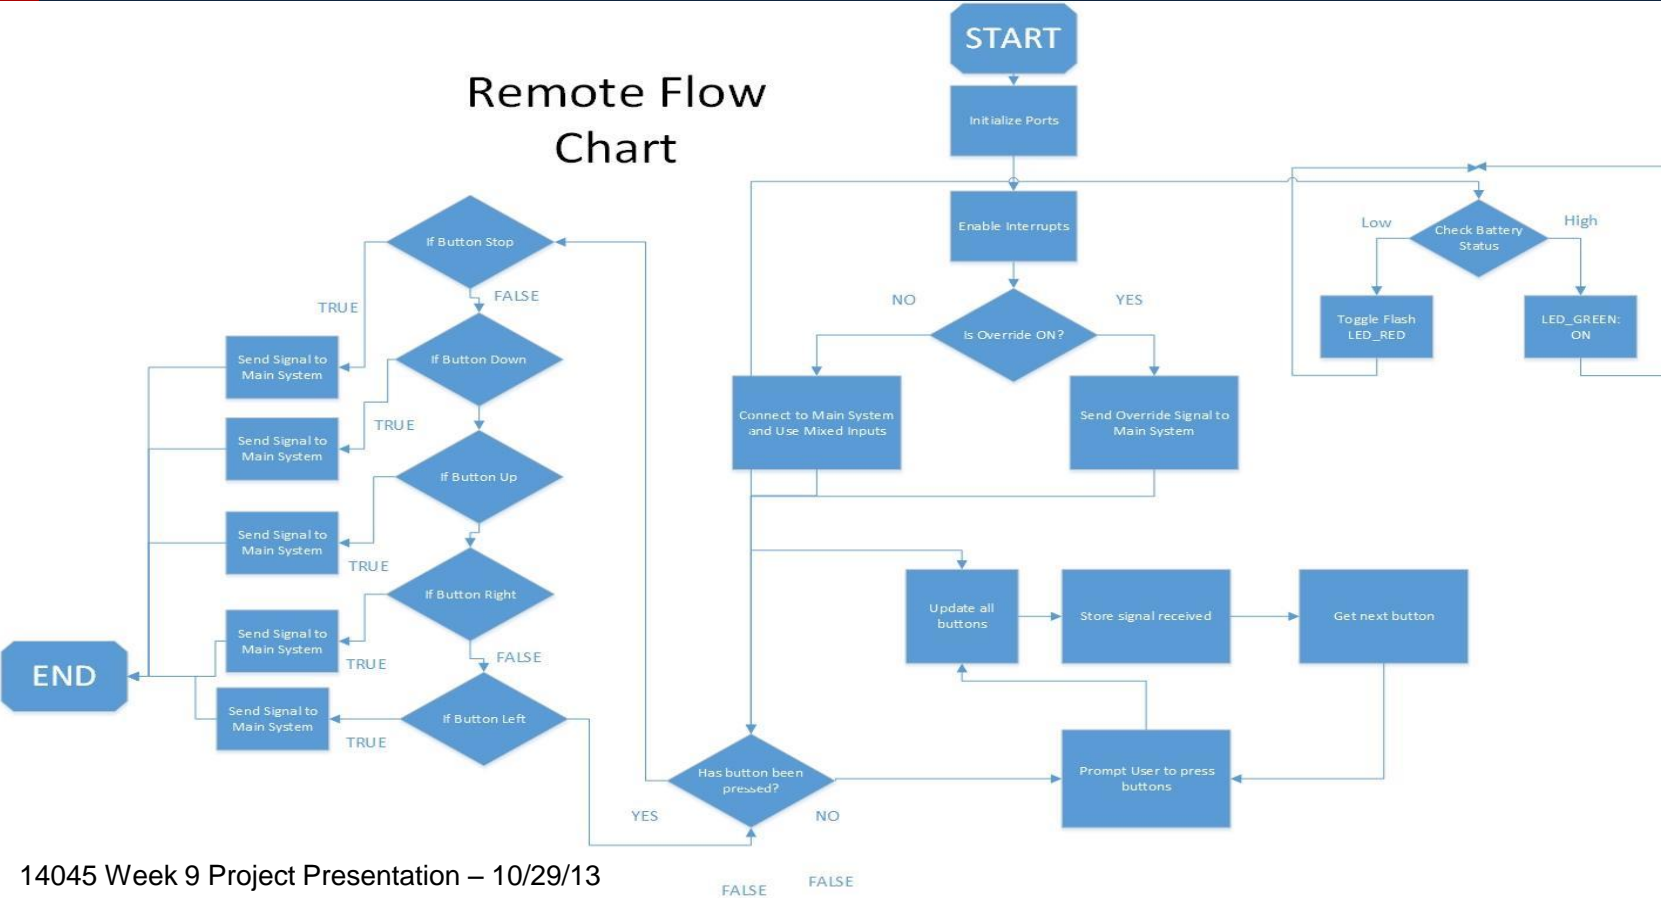 START
Remote Flow
Chart
Initialize Ports
Enable Interrupts
Low
High
Check Battery
Status
If Button Stop
TRUE
FALSE
NO
YES
Is Override ON?
Toggle Flash
LED_RED
LED_GREEN:
ON
Send Signal to
Main System
If Button Down
TRUE
Connect to Main System
and Use Mixed Inputs
Send Override Signal to
Main System
Send Signal to
Main System
If Button Up
Send Signal to
Main System
TRUE
If Button Right
Update all
buttons
Store signal received
Get next button
Send Signal to
Main System
TRUE
FALSE
END
Send Signal to
Main System
If Button Left
TRUE
Has button been
pressed?
Prompt User to press
buttons
YES
NO
14045 Week 9 Project Presentation – 10/29/13
FALSE
FALSE